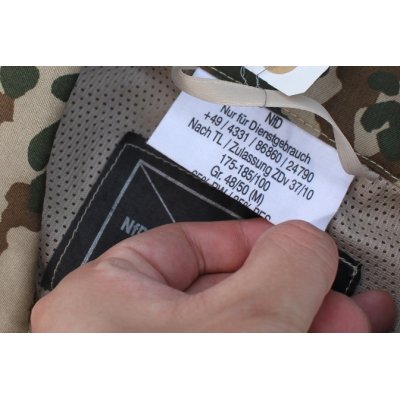 NfD
Nur für Dienstgebrauch
+49 / 4331 / 86860 / 24790
Nach TL / Zulassung ZDv 37/10
175-185/100
Gr. 48/50 (M)
NfD